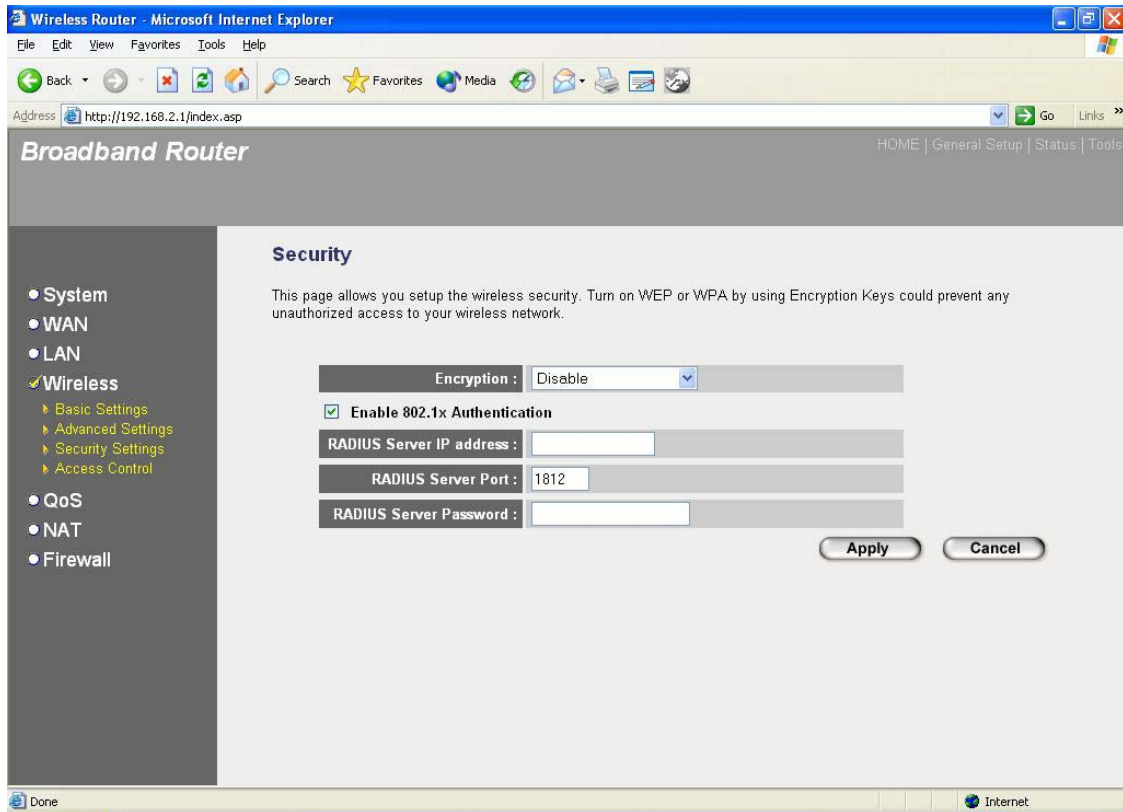 Wireless Router - Microsoft Internet Explorer
File Edit View Favorites Tools Help
Back Search Favorites Media
Address http://192.168.2.1/index.asp Go Links »
Broadband Router
HOME | General Setup | Status | Tools
System
WAN
LAN
Wireless
Basic Settings
Advanced Settings
Security Settings
Access Control
QoS
NAT
Firewall
Security
This page allows you setup the wireless security. Turn on WEP or WPA by using Encryption Keys could prevent any
unauthorized access to your wireless network.
Encryption : Disable
Enable 802.1x Authentication
RADIUS Server IP address :
RADIUS Server Port : 1812
RADIUS Server Password :
Apply Cancel
Done Internet